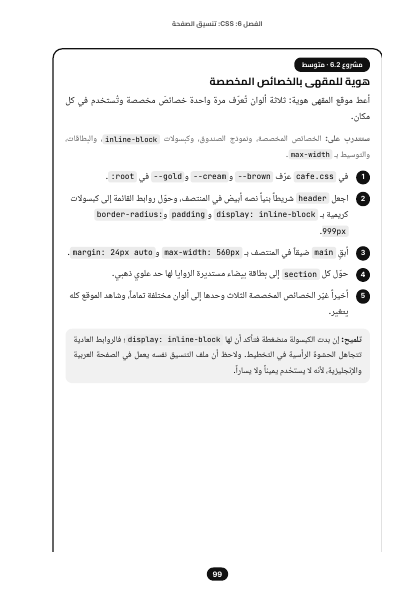 الفصل 6: CSS: تنسيق الصفحة
مشروع 6.2 · متوسط
هوية للمقهى بالخصائص المخصصة
أعط موقع المقهى هوية: ثلاثة ألوان تُعرَّف مرة واحدة خصائصَ مخصصة وتُستخدم في كل
مكان.
ستتدرب على: الخصائص المخصصة، ونموذج الصندوق، وكبسولات inline-block، والبطاقات،
والتوسيط بـ max-width.
1 في cafe.css عرّف --brown و --cream و --gold في :root.
2 اجعل header شريطاً بنياً نصه أبيض في المنتصف، وحوّل روابط القائمة إلى كبسولات
كريمية بـ display: inline-block و padding و border-radius:
999px.
3 أبقِ main ضيقاً في المنتصف بـ max-width: 560px و margin: 24px auto.
4 حوّل كل section إلى بطاقة بيضاء مستديرة الزوايا لها حد علوي ذهبي.
5 أخيراً غيّر الخصائص المخصصة الثلاث وحدها إلى ألوان مختلفة تماماً، وشاهد الموقع كله
يتغير.
تلميح: إن بدت الكبسولة منضغطة فتأكد أن لها display: inline-block؛ فالروابط العادية
تتجاهل الحشوة الرأسية في التخطيط. ولاحظ أن ملف التنسيق نفسه يعمل في الصفحة العربية
والإنجليزية، لأنه لا يستخدم يميناً ولا يساراً.
99